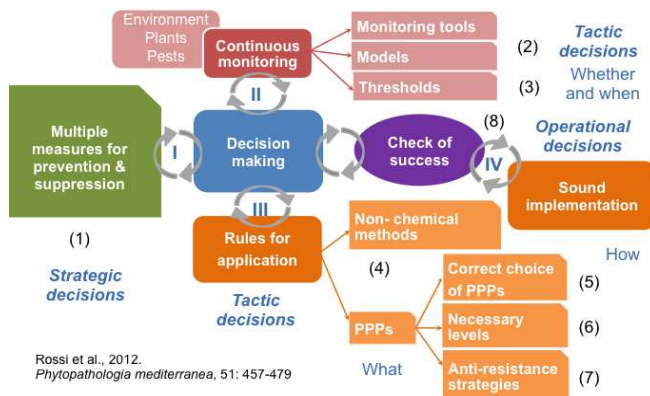 Environment
Plants
Pests
Continuous
monitoring
Monitoring tools
Models
Thresholds
(2)
(3)
Tactic
decisions
Whether
and when
II
Multiple
measures for
prevention &
suppression
I
Decision
making
Check of
success
(8)
Operational
decisions
IV
Sound
implementation
III
Rules for
application
(1)
Strategic
decisions
Tactic
decisions
Non- chemical
methods
(4)
How
PPPs
What
Correct choice
of PPPs
(5)
Necessary
levels
(6)
Anti-resistance
strategies
(7)
Rossi et al., 2012.
Phytopathologia mediterranea, 51: 457-479